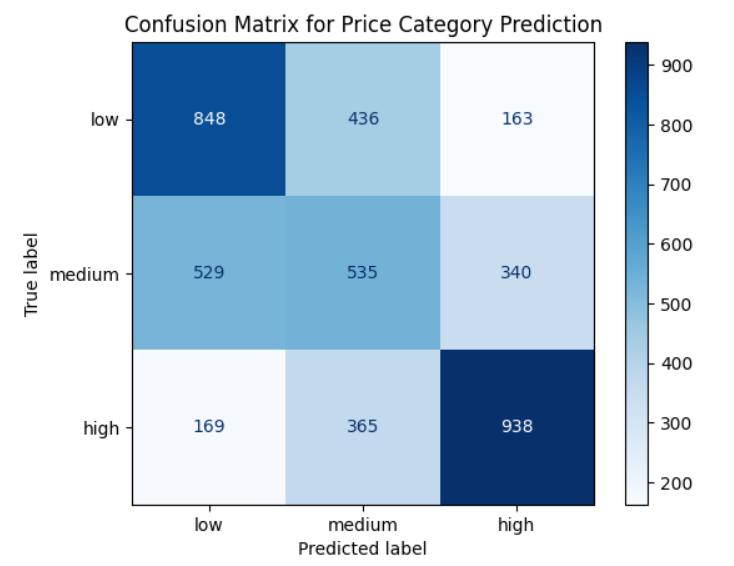 Confusion Matrix for Price Category Prediction
low 848 436 163
medium 529 535 340
high 169 365 938
low medium high
Predicted label
True label
900
800
700
600
500
400
300
200